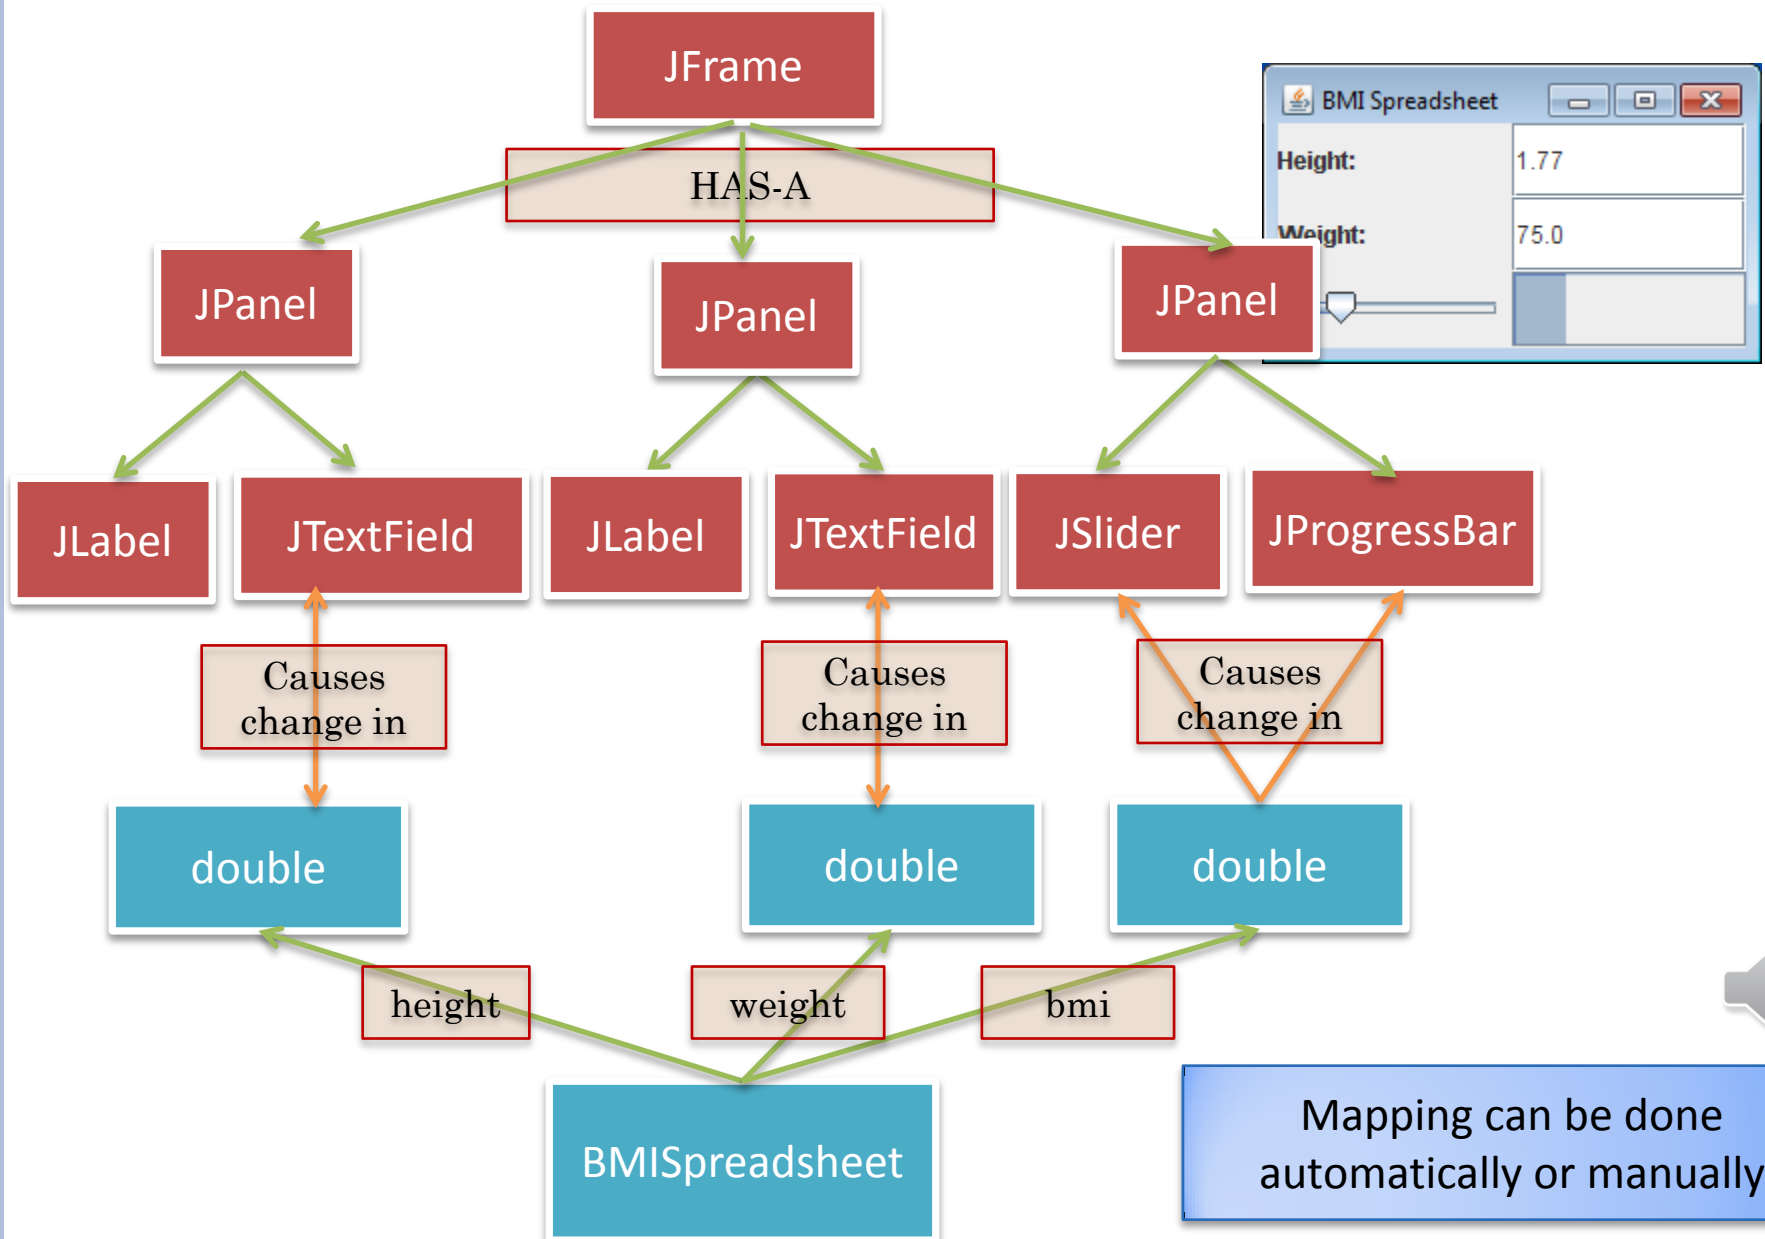 JFrame
HAS-A
BMI Spreadsheet
Height:
1.77
Weight:
75.0
JPanel
JPanel
JPanel
JLabel
JTextField
JLabel
JTextField
JSlider
JProgressBar
Causes
change in
Causes
change in
Causes
change in
double
double
double
height
weight
bmi
BMISpreadsheet
Mapping can be done
automatically or manually